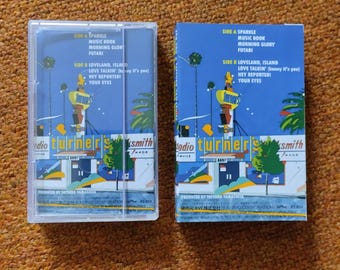 SIDE A SPARKLE
MUSIC BOOK
MORNING GLORY
FUTARI
SIDE B LOVELAND, ISLAND
LOVE TALKIN' (honey it's you)
HEY REPORTER!
YOUR EYES
turner's
smith
PRODUCED BY TATSURO YAMASHITA
SIDE A SPARKLE
MUSIC BOOK
MORNING GLORY
FUTARI
SIDE B LOVELAND, ISLAND
LOVE TALKIN' (honey it's you)
HEY REPORTER!
YOUR EYES
adio
turner's
ksmith
PRODUCED BY TATSURO YAMASHITA